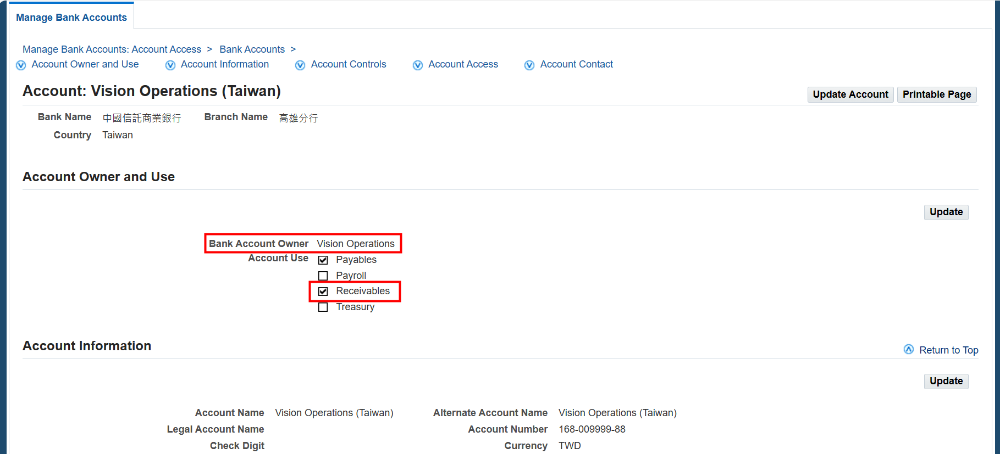 Manage Bank Accounts
Manage Bank Accounts: Account Access > Bank Accounts >
Account Owner and Use Account Information Account Controls Account Access Account Contact
Account: Vision Operations (Taiwan)
Update Account Printable Page
Bank Name 中國信託商業銀行 Branch Name 高雄分行
Country Taiwan
Account Owner and Use
Update
Bank Account Owner Vision Operations
Account Use Payables
Payroll
Receivables
Treasury
Account Information
Return to Top
Update
Account Name Vision Operations (Taiwan) Alternate Account Name Vision Operations (Taiwan)
Legal Account Name Account Number 168-009999-88
Check Digit Currency TWD